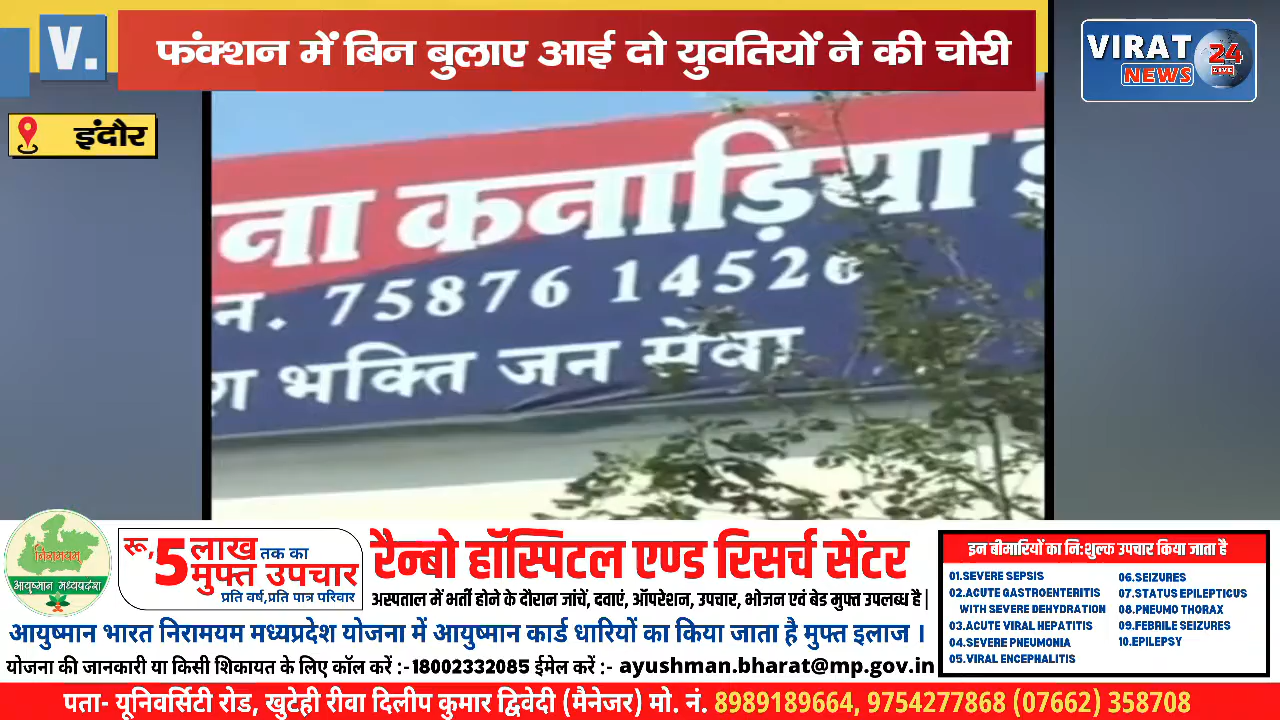 V.
फंक्शन में बिन बुलाए आई दो युवतियों ने की चोरी
VIRAT
NEWS
24
LIVE
इंदौर
ना कनाड़िया
न. 75876 14526
भक्ति जन सेवा
निरामयम
आयुष्मान मध्यप्रदेश
रू,5 लाख तक का
मुफ्त उपचार
प्रति वर्ष,प्रति पात्र परिवार
रैन्बो हॉस्पिटल एण्ड रिसर्च सेंटर
अस्पताल में भर्ती होने के दौरान जांचें, दवाएं, ऑपरेशन, उपचार, भोजन एवं बेड मुफ्त उपलब्ध है|
आयुष्मान भारत निरामयम मध्यप्रदेश योजना में आयुष्मान कार्ड धारियों का किया जाता है मुफ्त इलाज ।
योजना की जानकारी या किसी शिकायत के लिए कॉल करें :-18002332085 ईमेल करें :- ayushman.bharat@mp.gov.in
इन बीमारियों का नि:शुल्क उपचार किया जाता है
01.SEVERE SEPSIS
02.ACUTE GASTROENTERITIS
WITH SEVERE DEHYDRATION
03.ACUTE VIRAL HEPATITIS
04.SEVERE PNEUMONIA
05.VIRAL ENCEPHALITIS
06.SEIZURES
07.STATUS EPILEPTICUS
08.PNEUMO THORAX
09.FEBRILE SEIZURES
10.EPILEPSY
पता- यूनिवर्सिटी रोड, खुटेही रीवा दिलीप कुमार द्विवेदी (मैनेजर) मो. नं. 8989189664, 9754277868 (07662) 358708